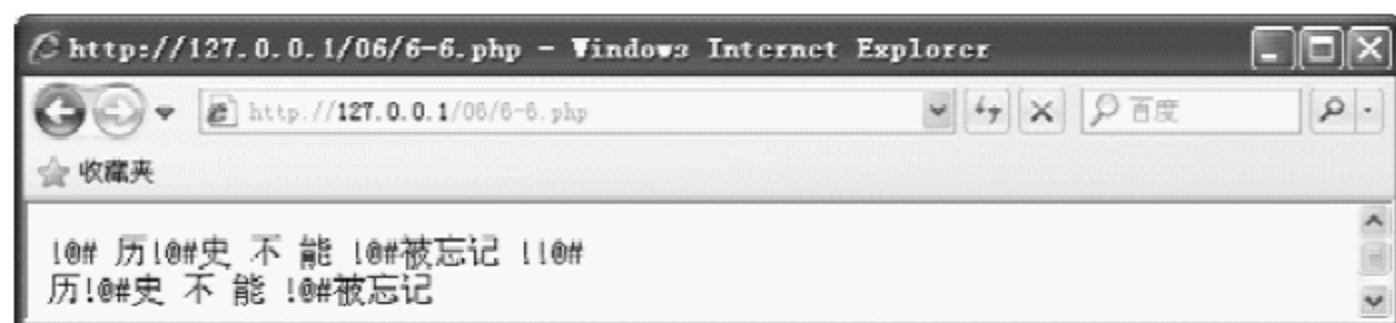 http://127.0.0.1/06/6-6.php - Windows Internet Explorer
http://127.0.0.1/06/6-6.php
百度
收藏夹
!@# 历!@#史 不 能 !@#被忘记 !!@#
历!@#史 不 能 !@#被忘记